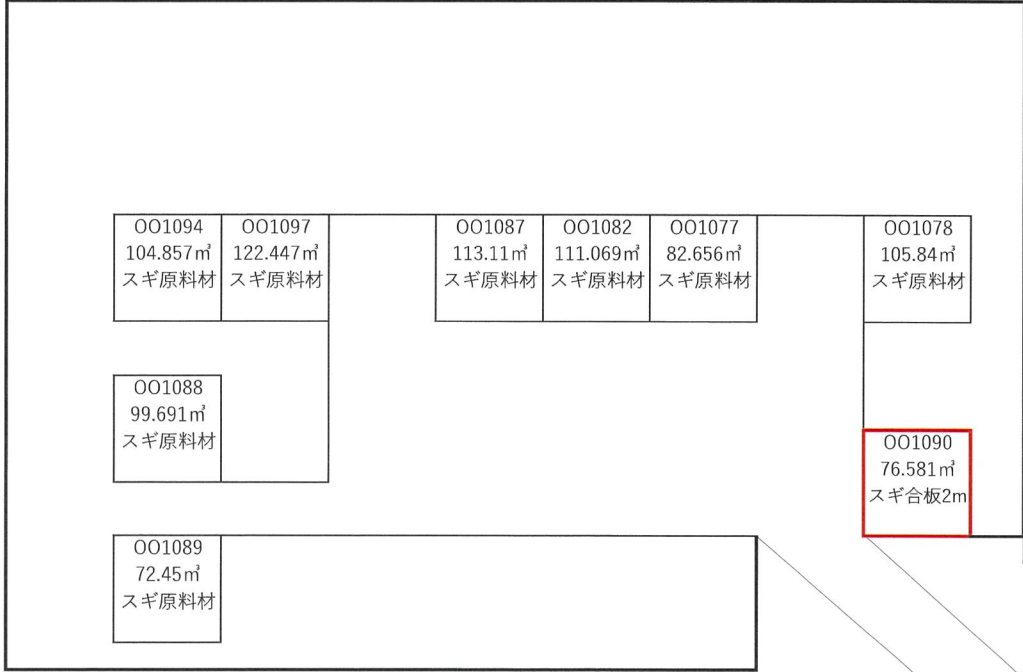 OO1094
104.857㎥
スギ原料材
OO1097
122.447㎥
スギ原料材
OO1087
113.11㎥
スギ原料材
OO1082
111.069㎥
スギ原料材
OO1077
82.656㎥
スギ原料材
OO1078
105.84㎥
スギ原料材
OO1088
99.691㎥
スギ原料材
OO1090
76.581㎥
スギ合板2m
OO1089
72.45㎥
スギ原料材